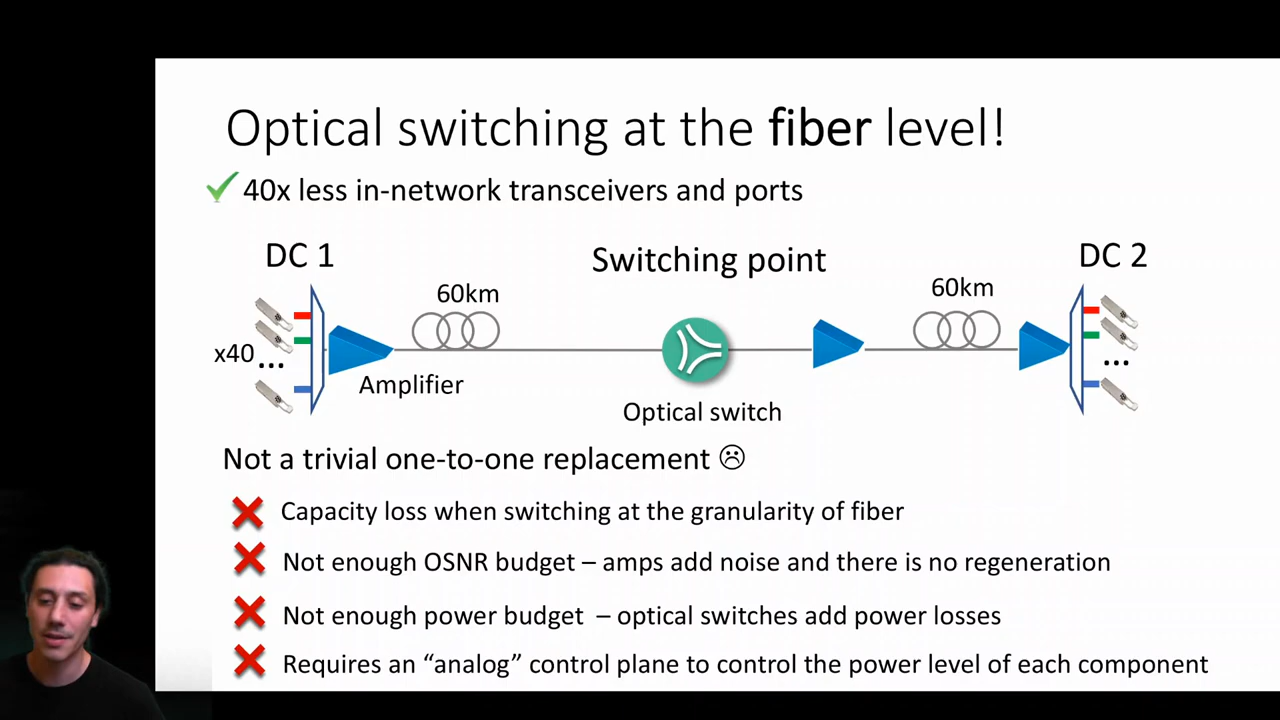 Optical switching at the fiber level!
40x less in-network transceivers and ports
DC 1
Switching point
DC 2
60km
60km
x40 ...
...
Amplifier
Optical switch
Not a trivial one-to-one replacement ☹
Capacity loss when switching at the granularity of fiber
Not enough OSNR budget – amps add noise and there is no regeneration
Not enough power budget – optical switches add power losses
Requires an “analog” control plane to control the power level of each component